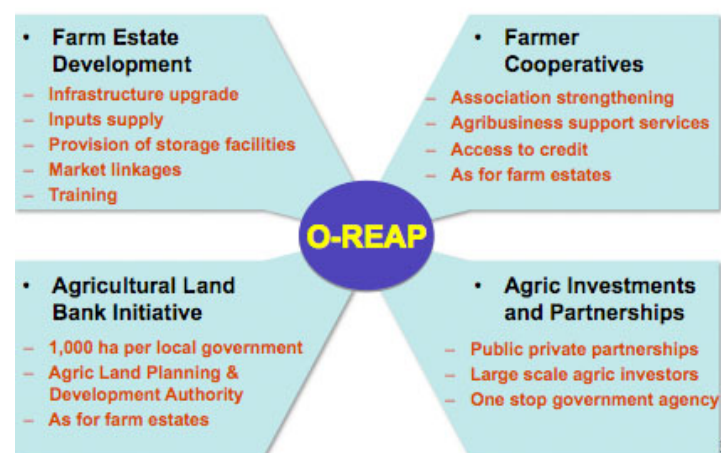 • Farm Estate
Development
– Infrastructure upgrade
– Inputs supply
– Provision of storage facilities
– Market linkages
– Training
• Farmer
Cooperatives
– Association strengthening
– Agribusiness support services
– Access to credit
– As for farm estates
O-REAP
• Agricultural Land
Bank Initiative
– 1,000 ha per local government
– Agric Land Planning &
Development Authority
– As for farm estates
• Agric Investments
and Partnerships
– Public private partnerships
– Large scale agric investors
– One stop government agency